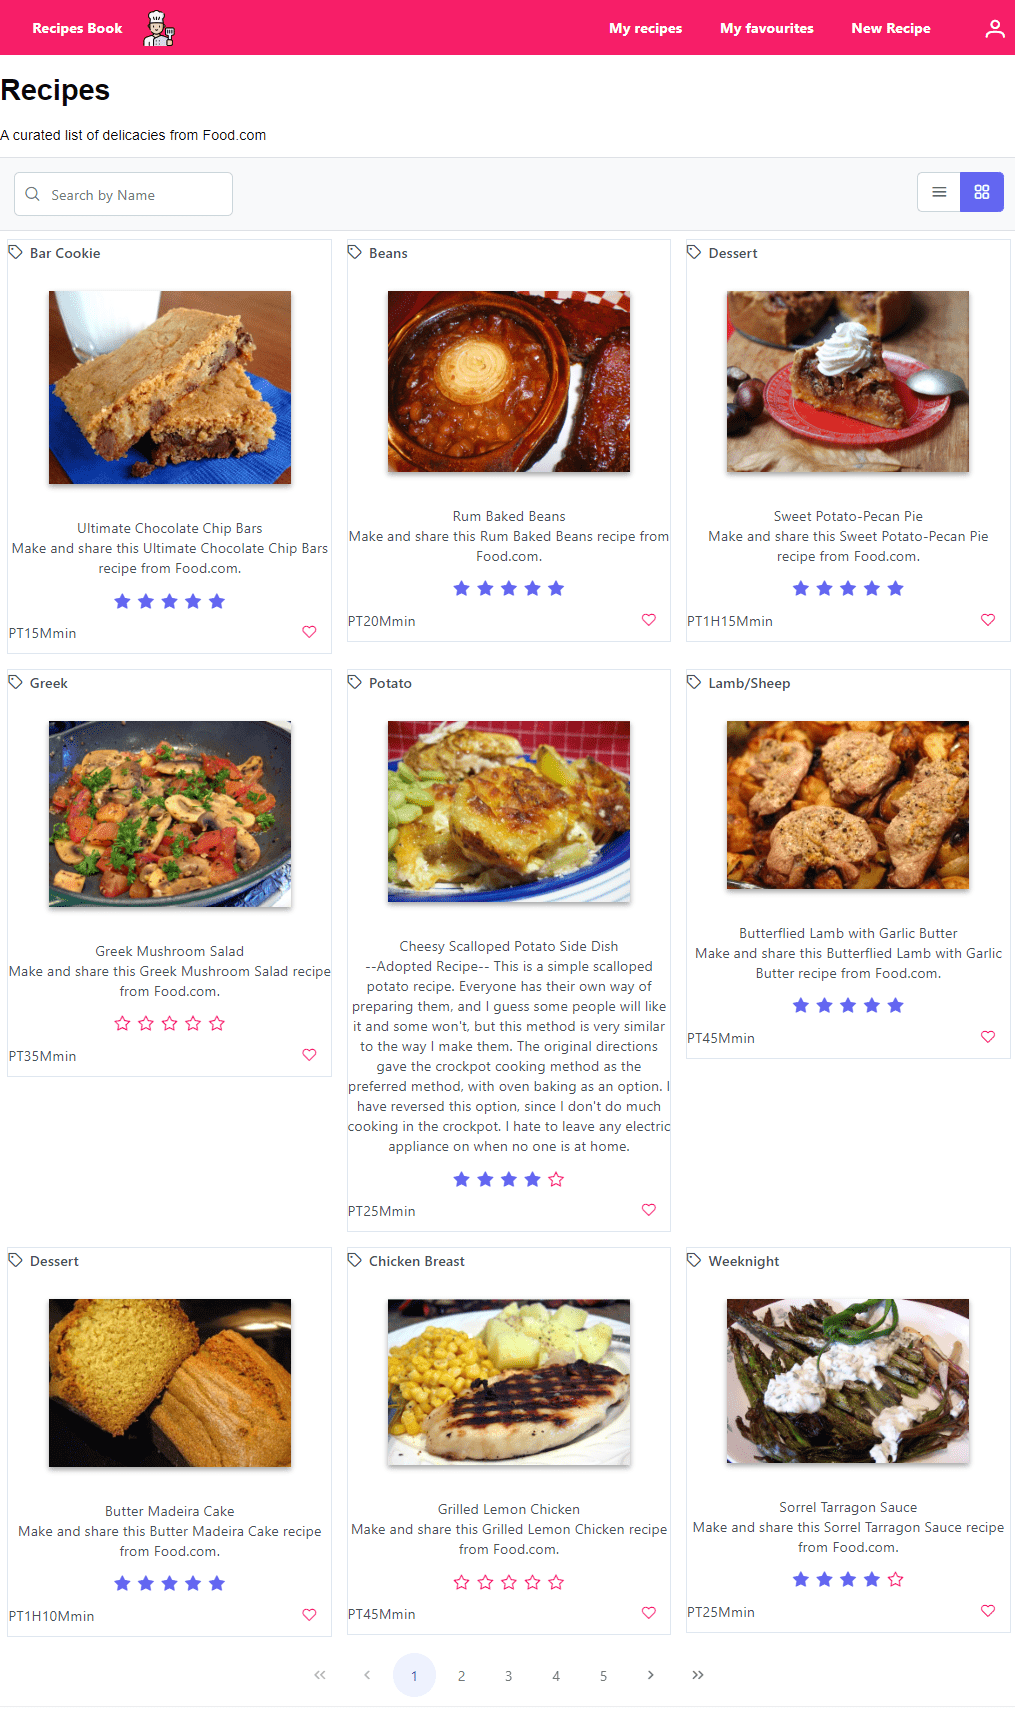 Recipes Book
My recipes
My favourites
New Recipe
Recipes
A curated list of delicacies from Food.com
Search by Name
Bar Cookie
Ultimate Chocolate Chip Bars
Make and share this Ultimate Chocolate Chip Bars
recipe from Food.com.
PT15Mmin
Beans
Rum Baked Beans
Make and share this Rum Baked Beans recipe from
Food.com.
PT20Mmin
Dessert
Sweet Potato-Pecan Pie
Make and share this Sweet Potato-Pecan Pie
recipe from Food.com.
PT1H15Mmin
Greek
Greek Mushroom Salad
Make and share this Greek Mushroom Salad recipe
from Food.com.
PT35Mmin
Potato
Cheesy Scalloped Potato Side Dish
--Adopted Recipe-- This is a simple scalloped
potato recipe. Everyone has their own way of
preparing them, and I guess some people will like
it and some won't, but this method is very similar
to the way I make them. The original directions
gave the crockpot cooking method as the
preferred method, with oven baking as an option. I
have reversed this option, since I don't do much
cooking in the crockpot. I hate to leave any electric
appliance on when no one is at home.
PT25Mmin
Lamb/Sheep
Butterflied Lamb with Garlic Butter
Make and share this Butterflied Lamb with Garlic
Butter recipe from Food.com.
PT45Mmin
Dessert
Butter Madeira Cake
Make and share this Butter Madeira Cake recipe
from Food.com.
PT1H10Mmin
Chicken Breast
Grilled Lemon Chicken
Make and share this Grilled Lemon Chicken recipe
from Food.com.
PT45Mmin
Weeknight
Sorrel Tarragon Sauce
Make and share this Sorrel Tarragon Sauce recipe
from Food.com.
PT25Mmin
1 2 3 4 5